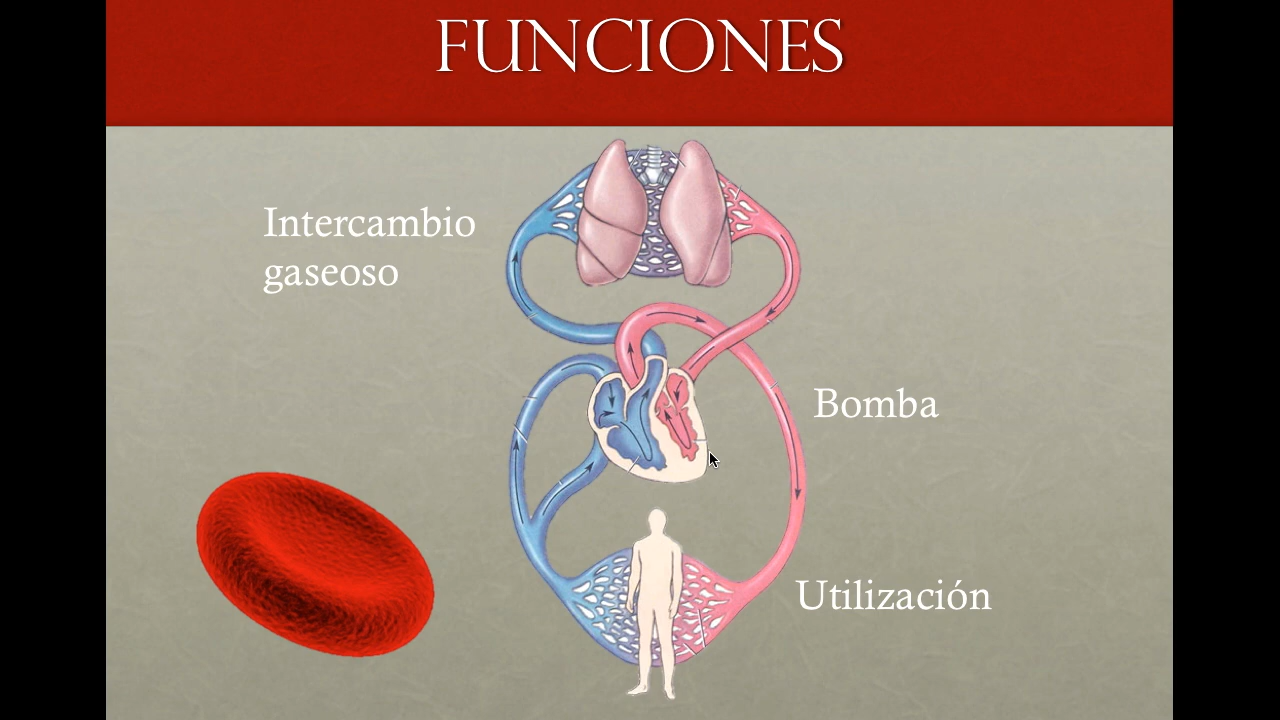 FUNCIONES
Intercambio
gaseoso
Bomba
Utilización